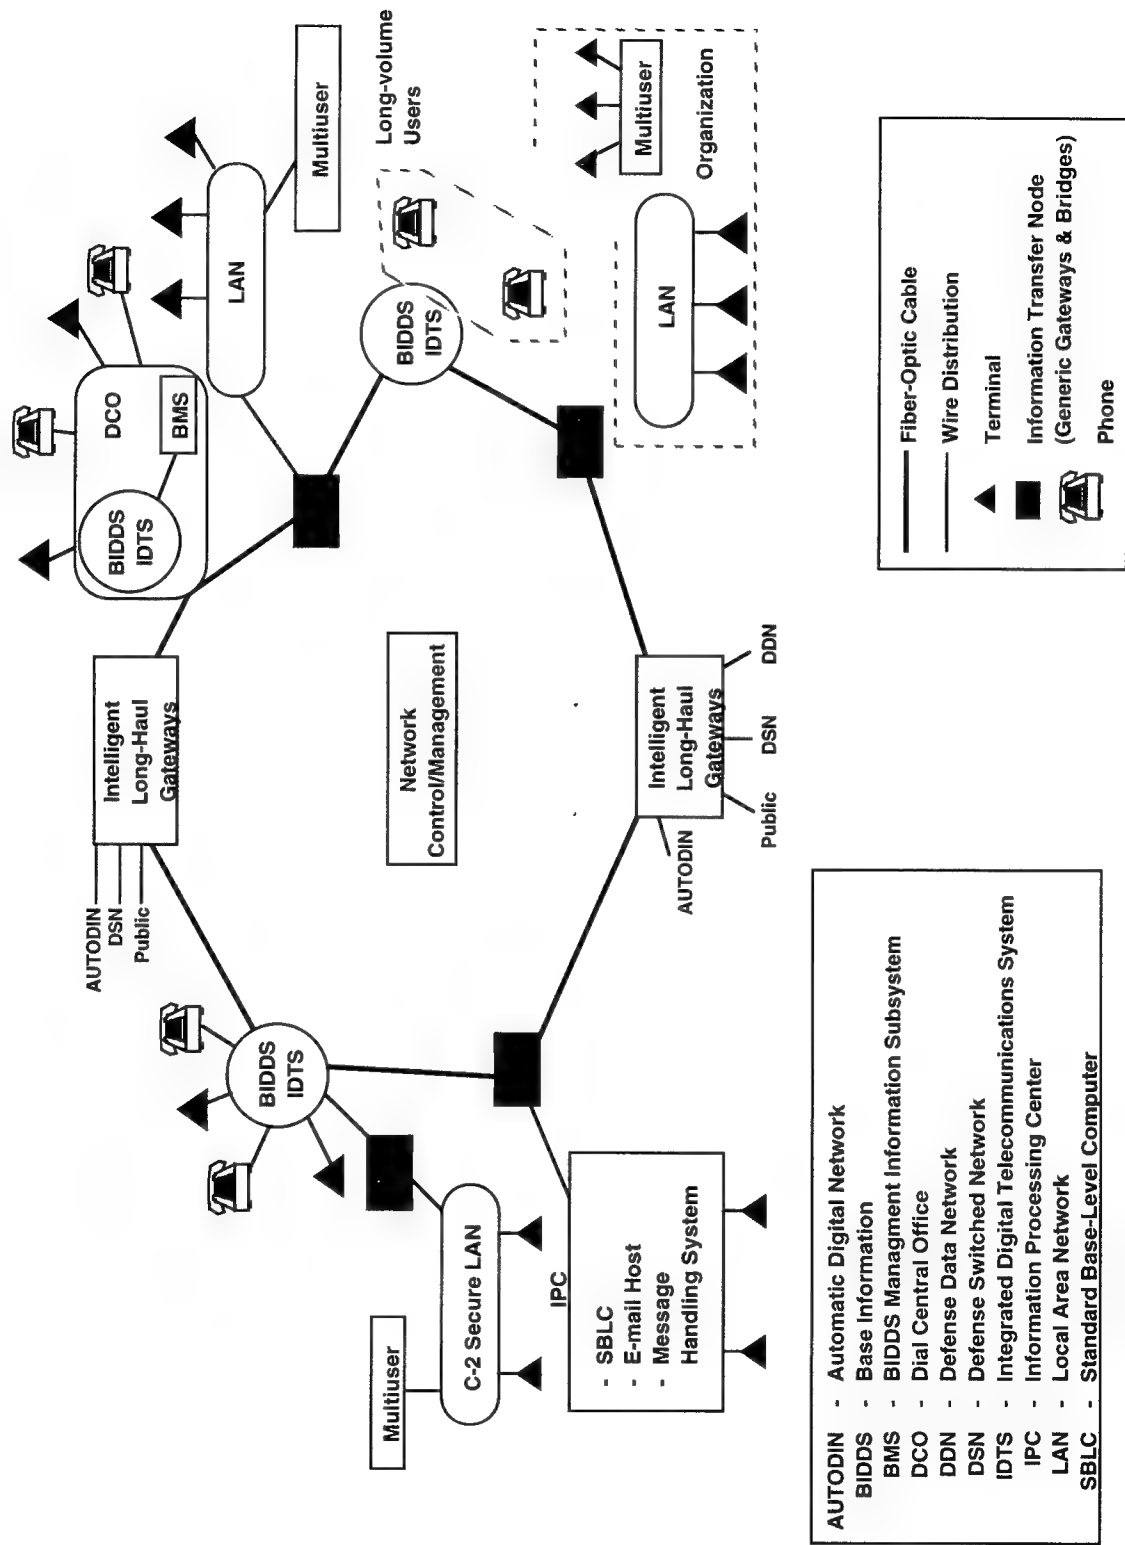 AUTODIN
DSN
Public
Intelligent
Long-Haul
Gateways
BIDDS
IDTS
DCO
BMS
LAN
Multiuser
Long-volume
Users
BIDDS
IDTS
BIDDS
IDTS
Multiuser
C-2 Secure LAN
Network
Control/Management
IPC
- SBLC
- E-mail Host
- Message
Handling System
AUTODIN
Intelligent
Long-Haul
Gateways
Public
DSN
DDN
LAN
Multiuser
Organization
AUTODIN - Automatic Digital Network
BIDDS - Base Information
BMS - BIDDS Managment Information Subsystem
DCO - Dial Central Office
DDN - Defense Data Network
DSN - Defense Switched Network
IDTS - Integrated Digital Telecommunications System
IPC - Information Processing Center
LAN - Local Area Network
SBLC - Standard Base-Level Computer
Fiber-Optic Cable
Wire Distribution
Terminal
Information Transfer Node
(Generic Gateways & Bridges)
Phone